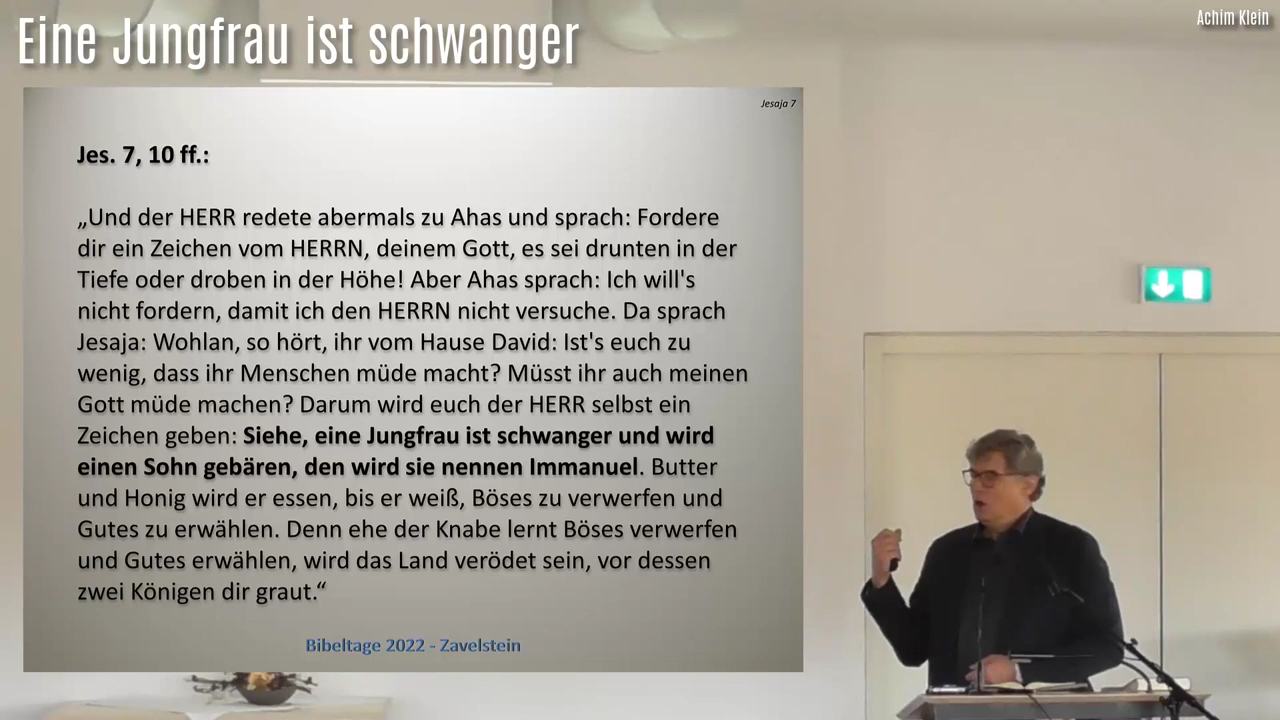 Eine Jungfrau ist schwanger
Achim Klein
Jesaja 7
Jes. 7, 10 ff.:
„Und der HERR redete abermals zu Ahas und sprach: Fordere
dir ein Zeichen vom HERRN, deinem Gott, es sei drunten in der
Tiefe oder droben in der Höhe! Aber Ahas sprach: Ich will's
nicht fordern, damit ich den HERRN nicht versuche. Da sprach
Jesaja: Wohlan, so hört, ihr vom Hause David: Ist's euch zu
wenig, dass ihr Menschen müde macht? Müsst ihr auch meinen
Gott müde machen? Darum wird euch der HERR selbst ein
Zeichen geben: Siehe, eine Jungfrau ist schwanger und wird
einen Sohn gebären, den wird sie nennen Immanuel. Butter
und Honig wird er essen, bis er weiß, Böses zu verwerfen und
Gutes zu erwählen. Denn ehe der Knabe lernt Böses verwerfen
und Gutes erwählen, wird das Land verödet sein, vor dessen
zwei Königen dir graut.“
Bibeltage 2022 - Zavelstein